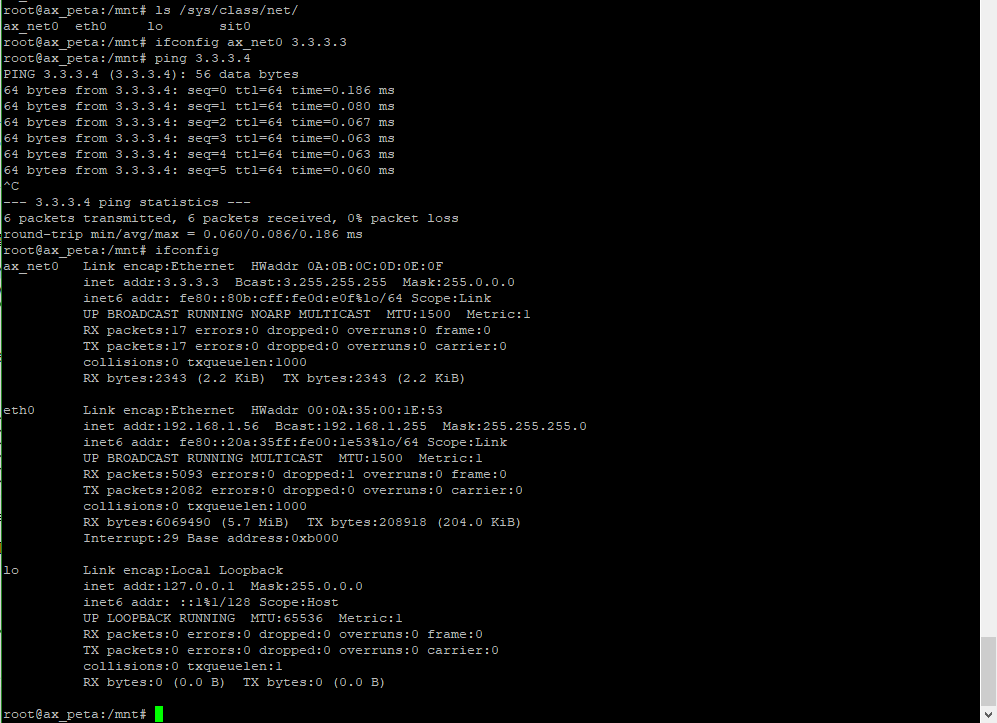 root@ax_peta:/mnt# ls /sys/class/net/
ax_net0  eth0     lo       sit0
root@ax_peta:/mnt# ifconfig ax_net0 3.3.3.3
root@ax_peta:/mnt# ping 3.3.3.4
PING 3.3.3.4 (3.3.3.4): 56 data bytes
64 bytes from 3.3.3.4: seq=0 ttl=64 time=0.186 ms
64 bytes from 3.3.3.4: seq=1 ttl=64 time=0.080 ms
64 bytes from 3.3.3.4: seq=2 ttl=64 time=0.067 ms
64 bytes from 3.3.3.4: seq=3 ttl=64 time=0.063 ms
64 bytes from 3.3.3.4: seq=4 ttl=64 time=0.063 ms
64 bytes from 3.3.3.4: seq=5 ttl=64 time=0.060 ms
^C
--- 3.3.3.4 ping statistics ---
6 packets transmitted, 6 packets received, 0% packet loss
round-trip min/avg/max = 0.060/0.086/0.186 ms
root@ax_peta:/mnt# ifconfig
ax_net0   Link encap:Ethernet  HWaddr 0A:0B:0C:0D:0E:0F
          inet addr:3.3.3.3  Bcast:3.255.255.255  Mask:255.0.0.0
          inet6 addr: fe80::80b:cff:fe0d:e0f%lo/64 Scope:Link
          UP BROADCAST RUNNING NOARP MULTICAST  MTU:1500  Metric:1
          RX packets:17 errors:0 dropped:0 overruns:0 frame:0
          TX packets:17 errors:0 dropped:0 overruns:0 carrier:0
          collisions:0 txqueuelen:1000
          RX bytes:2343 (2.2 KiB)  TX bytes:2343 (2.2 KiB)

eth0      Link encap:Ethernet  HWaddr 00:0A:35:00:1E:53
          inet addr:192.168.1.56  Bcast:192.168.1.255  Mask:255.255.255.0
          inet6 addr: fe80::20a:35ff:fe00:1e53%lo/64 Scope:Link
          UP BROADCAST RUNNING MULTICAST  MTU:1500  Metric:1
          RX packets:5093 errors:0 dropped:1 overruns:0 frame:0
          TX packets:2082 errors:0 dropped:0 overruns:0 carrier:0
          collisions:0 txqueuelen:1000
          RX bytes:6069490 (5.7 MiB)  TX bytes:208918 (204.0 KiB)
          Interrupt:29 Base address:0xb000

lo        Link encap:Local Loopback
          inet addr:127.0.0.1  Mask:255.0.0.0
          inet6 addr: ::1%1/128 Scope:Host
          UP LOOPBACK RUNNING  MTU:65536  Metric:1
          RX packets:0 errors:0 dropped:0 overruns:0 frame:0
          TX packets:0 errors:0 dropped:0 overruns:0 carrier:0
          collisions:0 txqueuelen:1
          RX bytes:0 (0.0 B)  TX bytes:0 (0.0 B)

root@ax_peta:/mnt#